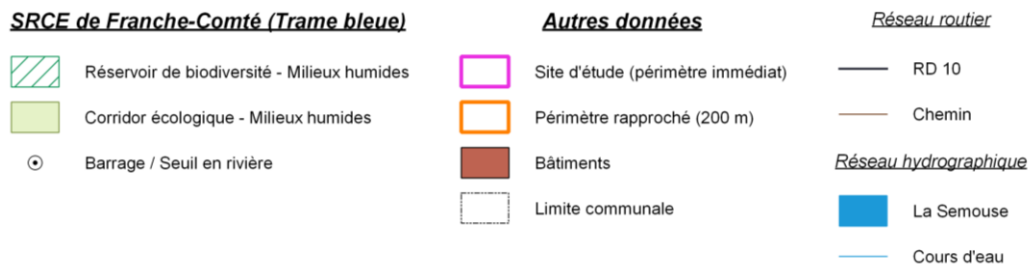 SRCE de Franche-Comté (Trame bleue)
Réservoir de biodiversité - Milieux humides
Corridor écologique - Milieux humides
Barrage / Seuil en rivière
Autres données
Site d'étude (périmètre immédiat)
Périmètre rapproché (200 m)
Bâtiments
Limite communale
Réseau routier
RD 10
Chemin
Réseau hydrographique
La Semouse
Cours d'eau